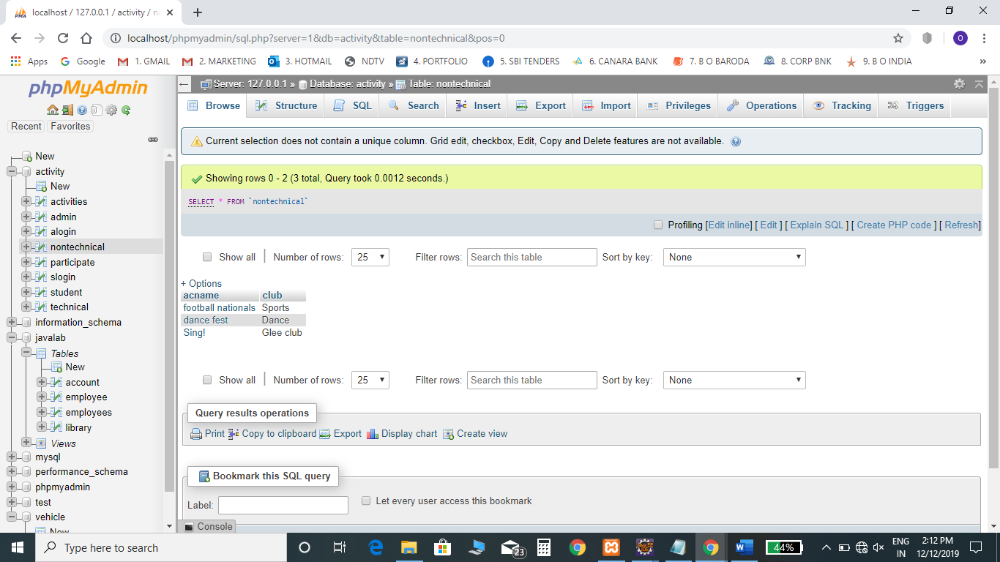 localhost / 127.0.0.1 / activity / n
localhost/phpmyadmin/sql.php?server=1&db=activity&table=nontechnical&pos=0
O
Apps Google 1. GMAIL 2. MARKETING 3. HOTMAIL NDTV 4. PORTFOLIO 5. SBI TENDERS 6. CANARA BANK 7. B O BARODA 8. CORP BNK 9. B O INDIA »
phpMyAdmin
Recent Favorites
New
activity
New
activities
admin
alogin
nontechnical
participate
slogin
student
technical
information_schema
javalab
Tables
New
account
employee
employees
library
Views
mysql
performance_schema
phpmyadmin
test
vehicle
New
Server: 127.0.0.1 » Database: activity » Table: nontechnical
Browse Structure SQL Search Insert Export Import Privileges Operations Tracking Triggers
Current selection does not contain a unique column. Grid edit, checkbox, Edit, Copy and Delete features are not available.
Showing rows 0 - 2 (3 total, Query took 0.0012 seconds.)
SELECT * FROM `nontechnical`
Profiling [Edit inline] [ Edit ] [ Explain SQL ] [ Create PHP code ] [ Refresh]
Show all | Number of rows: 25 Filter rows: Search this table Sort by key: None
+ Options
acname club
football nationals Sports
dance fest Dance
Sing! Glee club
Show all | Number of rows: 25 Filter rows: Search this table Sort by key: None
Query results operations
Print Copy to clipboard Export Display chart Create view
Bookmark this SQL query
Label: Let every user access this bookmark
Console
Type here to search
23
44%
ENG
IN
2:12 PM
12/12/2019